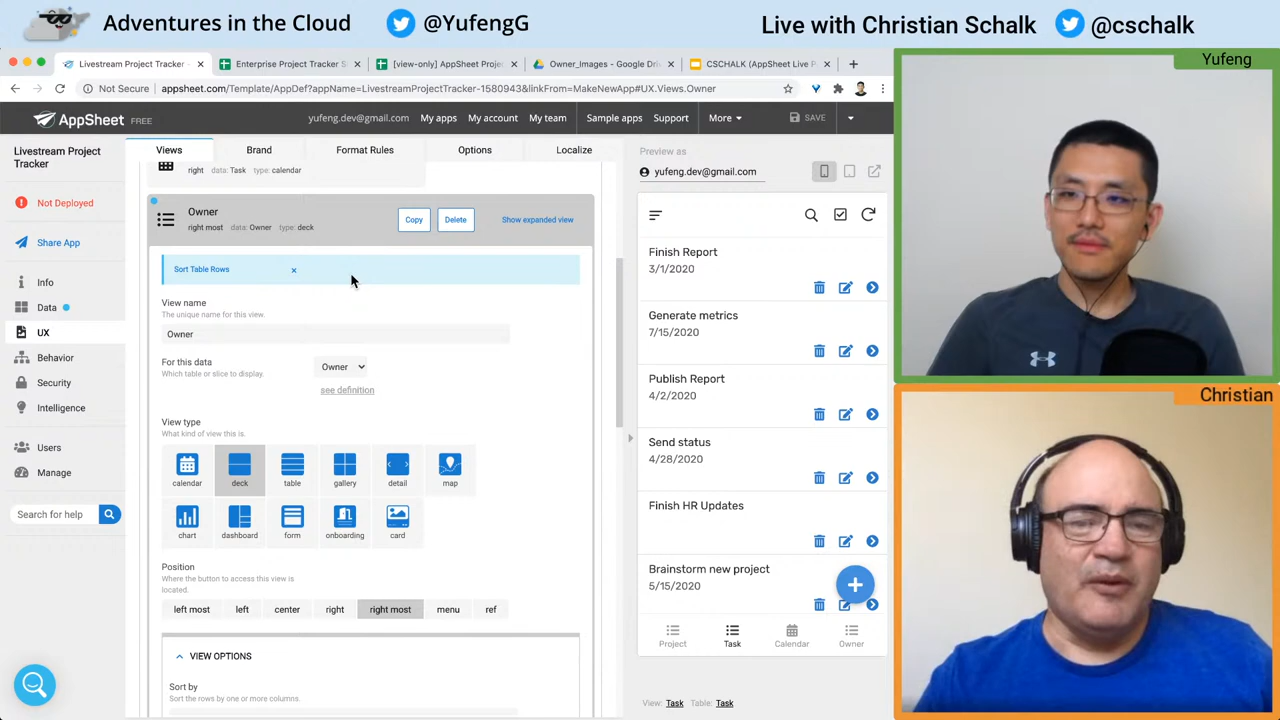 Adventures in the Cloud
@YufengG
Live with Christian Schalk
@cschalk
Livestream Project Tracker -
Enterprise Project Tracker S
[view-only] AppSheet Proje
Owner_Images - Google Driv
CSCHALK (AppSheet Live P
Not Secure
appsheet.com/Template/AppDef?appName=LivestreamProjectTracker-1580943&linkFrom=MakeNewApp#UX.Views.Owner
AppSheet FREE
yufeng.dev@gmail.com
My apps
My account
My team
Sample apps
Support
More
SAVE
Livestream Project
Tracker
Not Deployed
Share App
Info
Data
UX
Behavior
Security
Intelligence
Users
Manage
Search for help
Views
Brand
Format Rules
Options
Localize
right data: Task type: calendar
Owner
right most data: Owner type: deck
Copy
Delete
Show expanded view
Sort Table Rows
View name
The unique name for this view.
Owner
For this data
Which table or slice to display.
Owner
see definition
View type
What kind of view this is.
calendar
deck
table
gallery
detail
map
chart
dashboard
form
onboarding
card
Position
Where the button to access this view is
located.
left most
left
center
right
right most
menu
ref
VIEW OPTIONS
Sort by
Sort the rows by one or more columns.
Preview as
yufeng.dev@gmail.com
Finish Report
3/1/2020
Generate metrics
7/15/2020
Publish Report
4/2/2020
Send status
4/28/2020
Finish HR Updates
Brainstorm new project
5/15/2020
Project
Task
Calendar
Owner
View: Task Table: Task
Yufeng
Christian